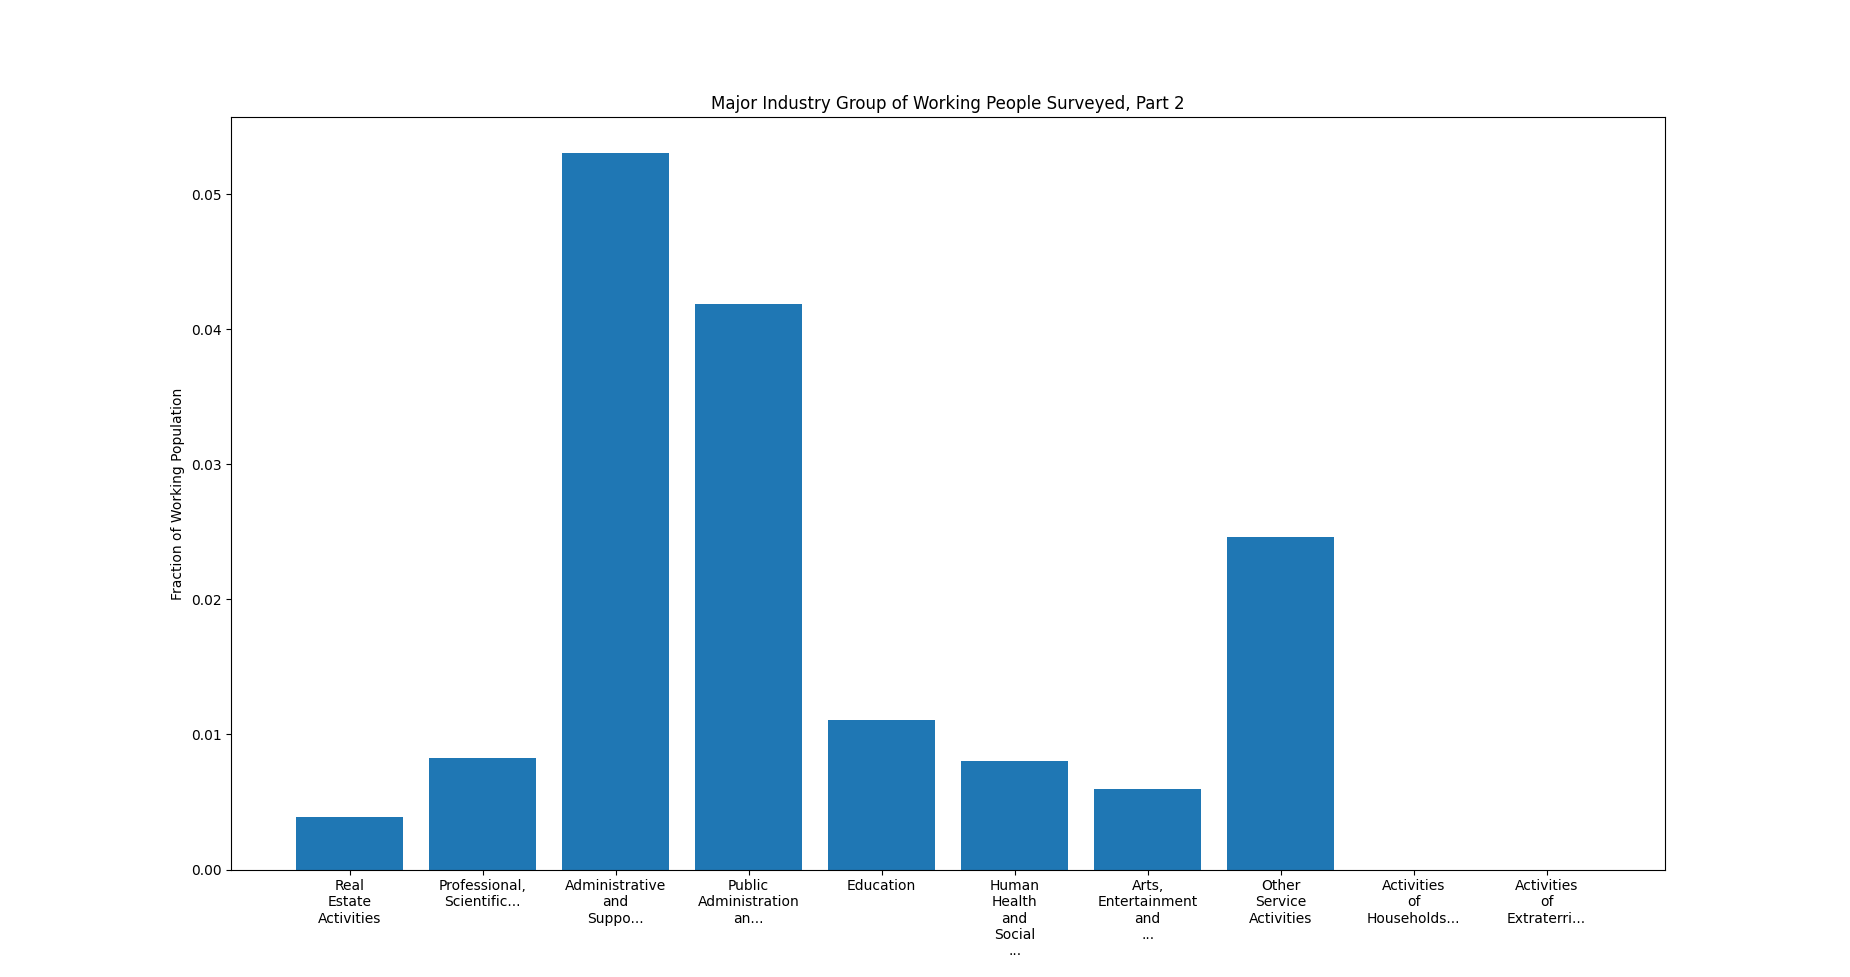 Major Industry Group of Working People Surveyed, Part 2
Fraction of Working Population
0.05
0.04
0.03
0.02
0.01
0.00
Real
Estate
Activities
Professional,
Scientific...
Administrative
and
Suppo...
Public
Administration
an...
Education
Human
Health
and
Social
...
Arts,
Entertainment
and
...
Other
Service
Activities
Activities
of
Households...
Activities
of
Extraterri...